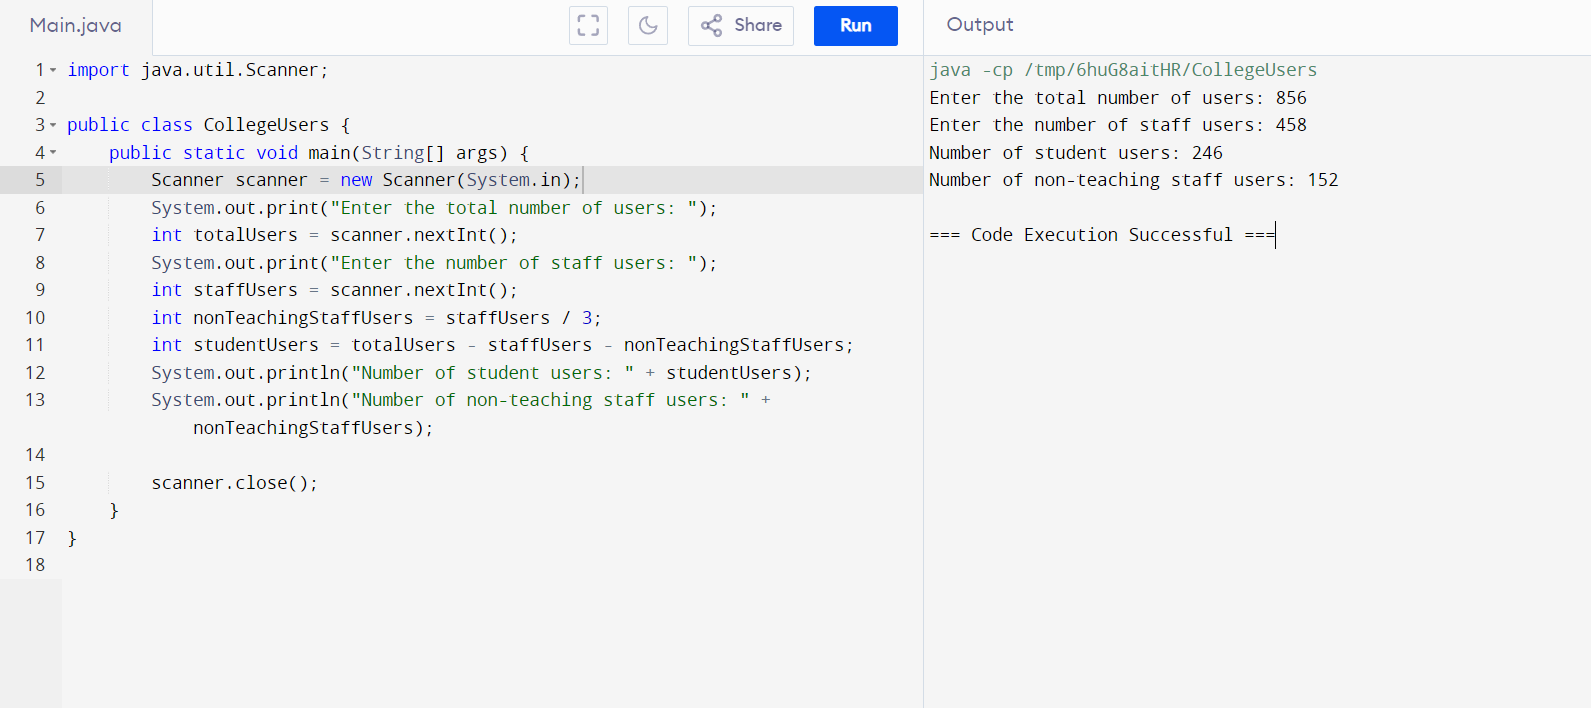 Main.java
Share
Run
Output
1 import java.util.Scanner;
2
3 public class CollegeUsers {
4     public static void main(String[] args) {
5         Scanner scanner = new Scanner(System.in);
6         System.out.print("Enter the total number of users: ");
7         int totalUsers = scanner.nextInt();
8         System.out.print("Enter the number of staff users: ");
9         int staffUsers = scanner.nextInt();
10         int nonTeachingStaffUsers = staffUsers / 3;
11         int studentUsers = totalUsers - staffUsers - nonTeachingStaffUsers;
12         System.out.println("Number of student users: " + studentUsers);
13         System.out.println("Number of non-teaching staff users: " +
            nonTeachingStaffUsers);
14
15         scanner.close();
16     }
17 }
18
java -cp /tmp/6huG8aitHR/CollegeUsers
Enter the total number of users: 856
Enter the number of staff users: 458
Number of student users: 246
Number of non-teaching staff users: 152
=== Code Execution Successful ===